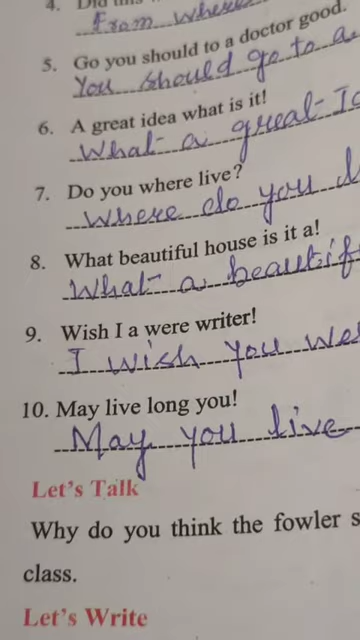 4. Did
From where
5. Go you should to a doctor good.
You should go to a
6. A great idea what is it!
What a great
7. Do you where live?
Where do you
8. What beautiful house is it a!
What a beautif
9. Wish I a were writer!
I wish you we
10. May live long you!
May you live
Let's Talk
Why do you think the fowler s
class.
Let's Write